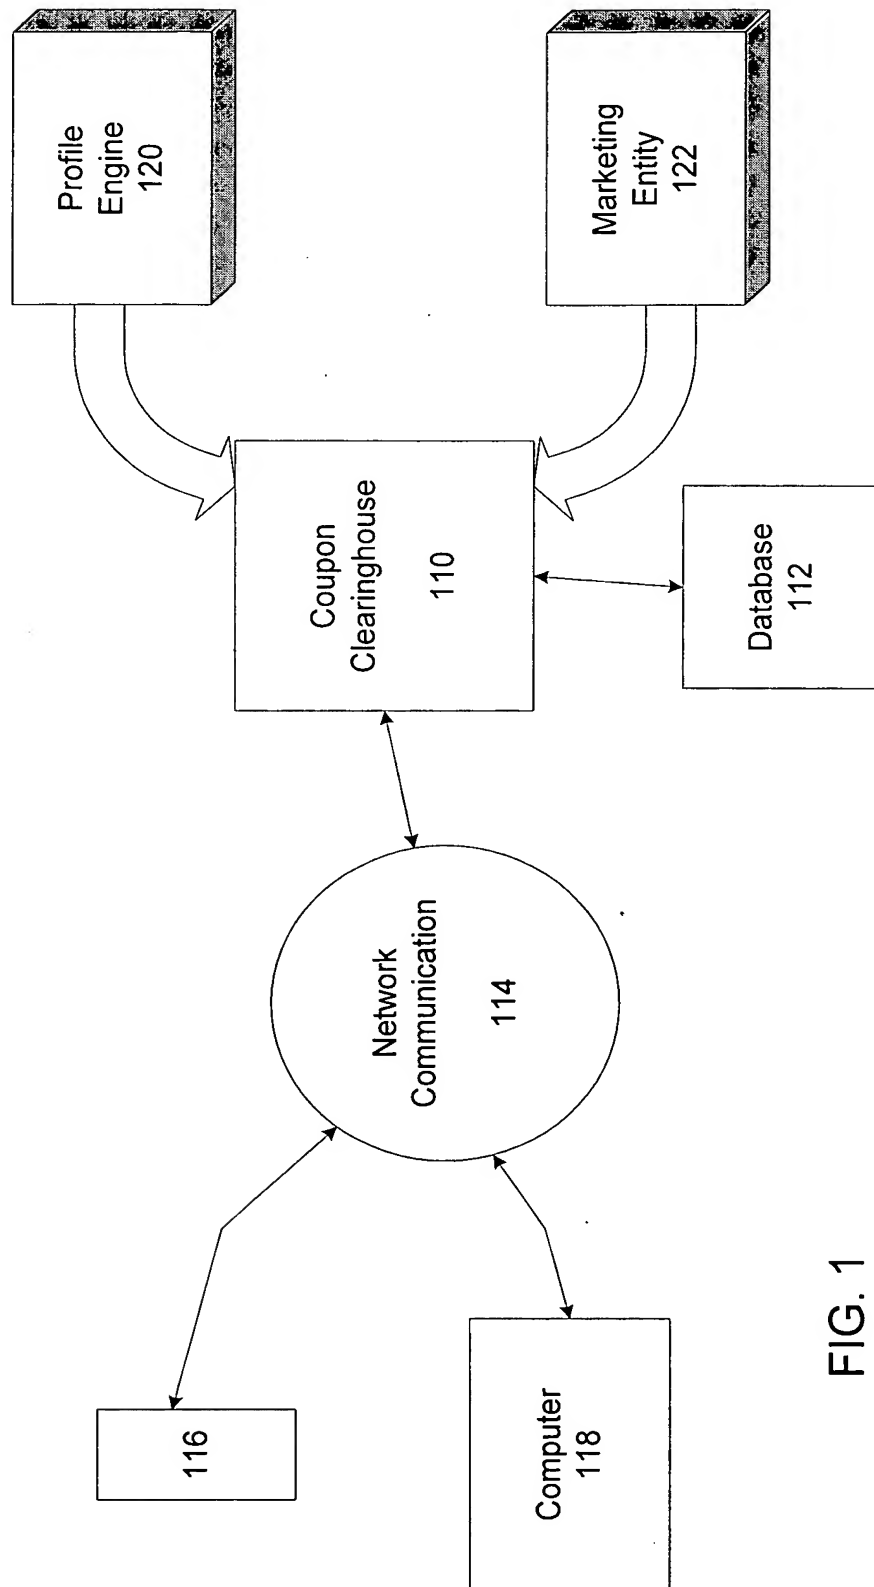 116
Computer
118
Network
Communication
114
Coupon
Clearinghouse
110
Database
112
Profile
Engine
120
Marketing
Entity
122
FIG. 1